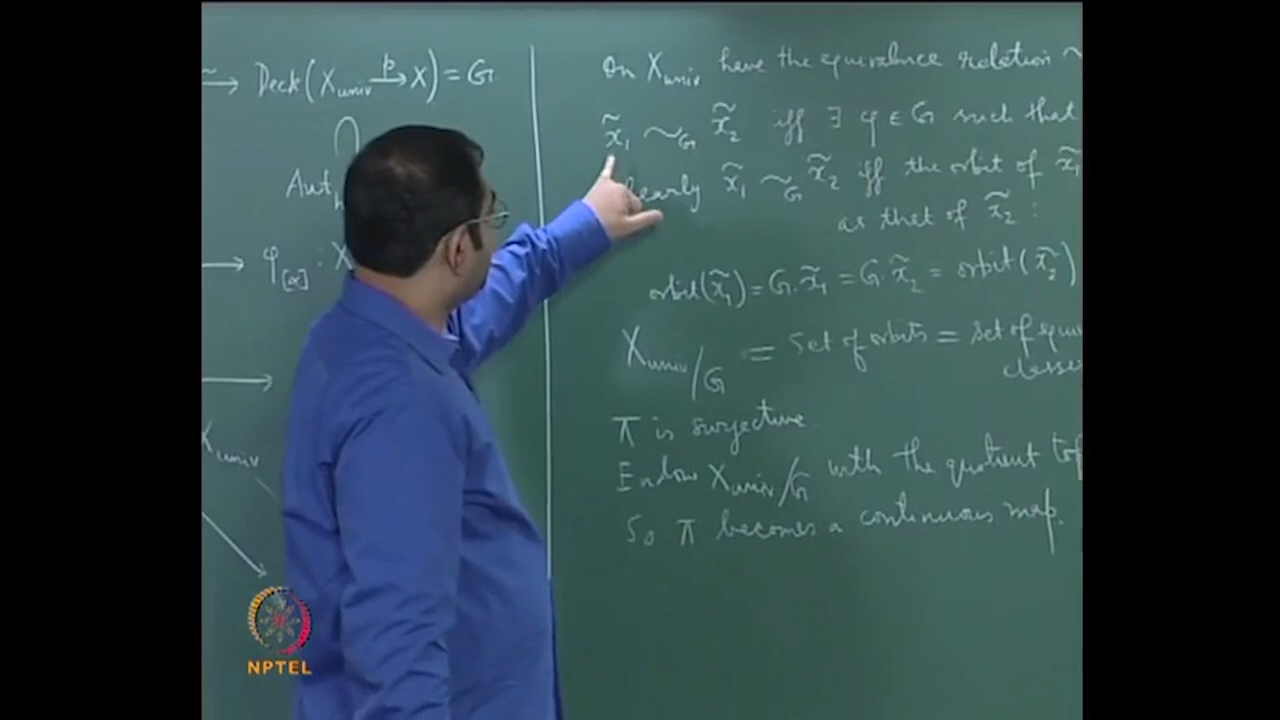 ~→ Deck(X_univ →^p X) = G
∩
Aut
→ φ_[α] : X
→
X_univ
On X_univ have the equivalence relation ~
x̃₁ ~_G x̃₂ iff ∃ φ ∈ G such that
early x̃₁ ~_G x̃₂ iff the orbit of x̃₁
as that of x̃₂ :
orbit(x̃₁) = G.x̃₁ = G.x̃₂ = orbit(x̃₂)
X_univ/G = Set of orbits = set of equi
classes
π is surjective.
Endow X_univ/G with the quotient top
So π becomes a continuous map.
NPTEL